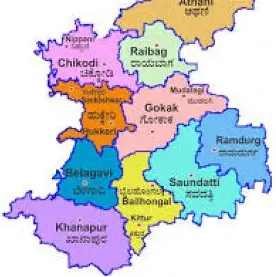 Athani
ಅಥಣಿ
Nippani
ನಿಪ್ಪಾಣಿ
Raibag
ರಾಯಬಾಗ
Chikodi
ಚಿಕ್ಕೋಡಿ
Mudalagi
ಮೂಡಲಗಿ
Sankeshwar
Gokak
ಗೋಕಾಕ
ಹುಕ್ಕೇರಿ
Hukkeri
Ramdurg
Belagavi
ಬೆಳಗಾವಿ
ಬೈಲಹೊಂಗಲ
Bailhongal
Saundatti
ಸವದತ್ತಿ
Kittur
Khanapur
ಖಾನಾಪುರ